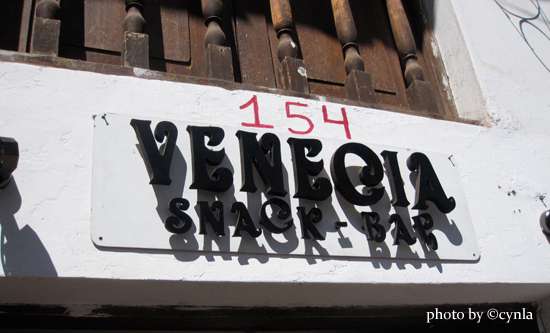 154
VENECIA
SNACK-BAR
photo by ©cynla